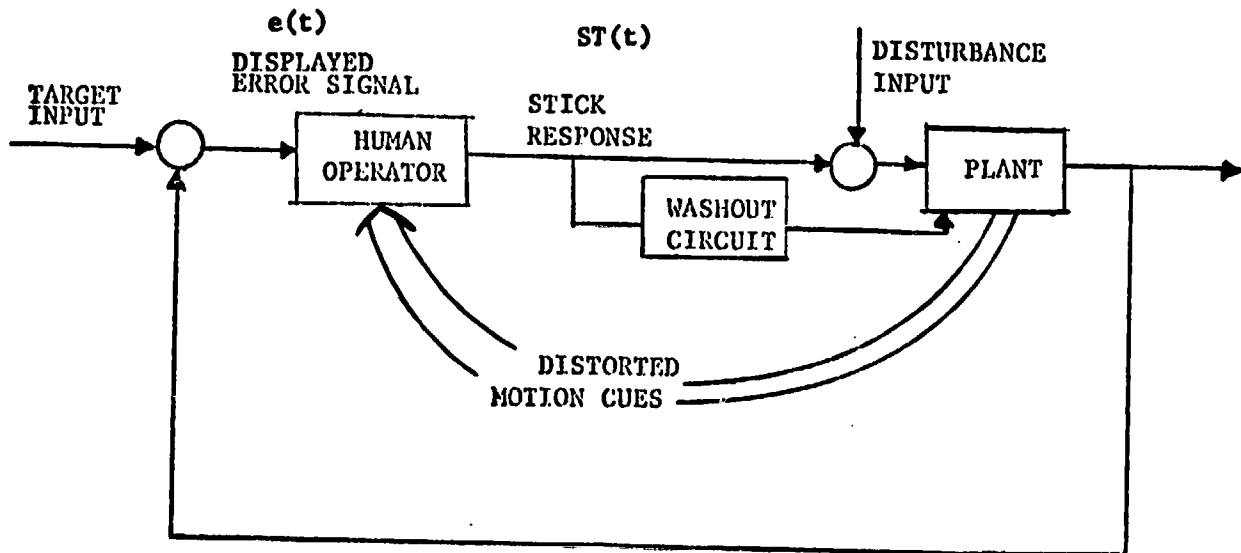 e(t)
ST(t)
DISPLAYED
ERROR SIGNAL
TARGET
INPUT
HUMAN
OPERATOR
STICK
RESPONSE
DISTURBANCE
INPUT
PLANT
WASHOUT
CIRCUIT
DISTORTED
MOTION CUES